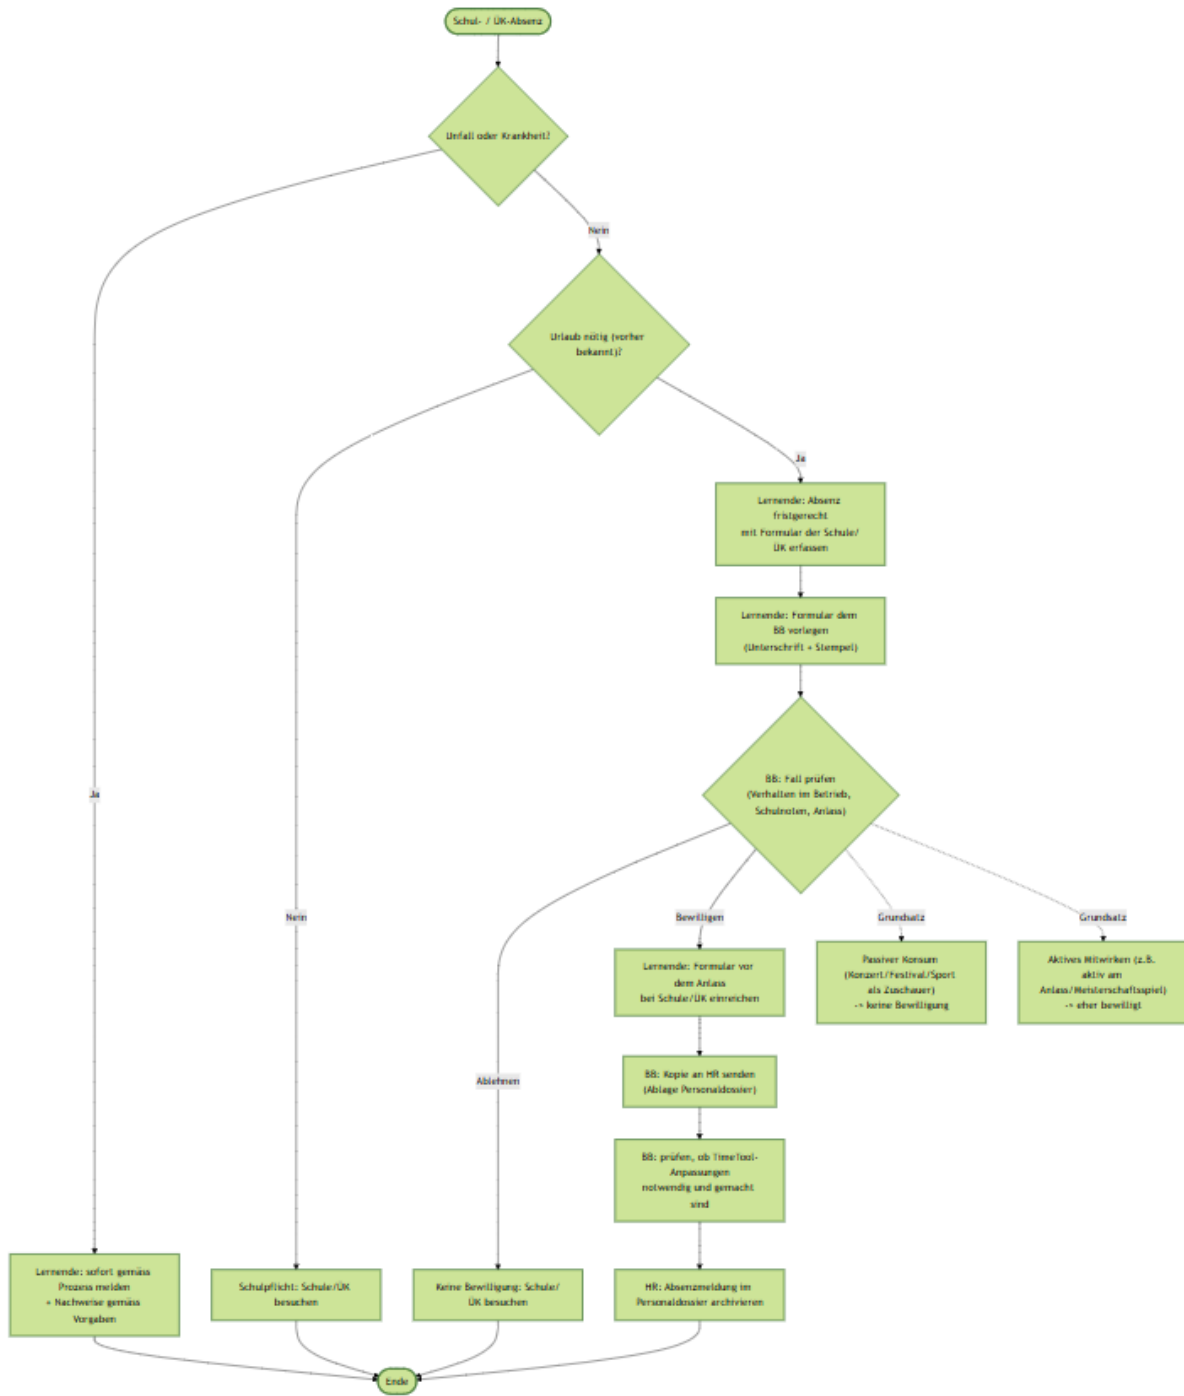 Schul- / ÜK-Absenz
Unfall oder Krankheit?
Nein
Urlaub nötig (vorher
bekannt)?
Ja
Lernende: Absenz
fristgerecht
mit Formular der Schule/
ÜK erfassen
Lernende: Formular dem
BB vorlegen
(Unterschrift + Stempel)
BB: Fall prüfen
(Verhalten im Betrieb,
Schulnoten, Anlass)
Ja
Nein
Bewilligen
Grundsatz
Grundsatz
Lernende: Formular vor
dem Anlass
bei Schule/ÜK einreichen
Passiver Konsum
(Konzert/Festival/Sport
als Zuschauer)
-> keine Bewilligung
Aktives Mitwirken (z.B.
aktiv am
Anlass/Meisterschaftsspiel)
-> eher bewilligt
Ablehnen
BB: Kopie an HR senden
(Ablage Personaldossier)
BB: prüfen, ob TimeTool-
Anpassungen
notwendig und gemacht
sind
Lernende: sofort gemäss
Prozess melden
+ Nachweise gemäss
Vorgaben
Schulpflicht: Schule/ÜK
besuchen
Keine Bewilligung: Schule/
ÜK besuchen
HR: Absenzmeldung im
Personaldossier archivieren
Ende